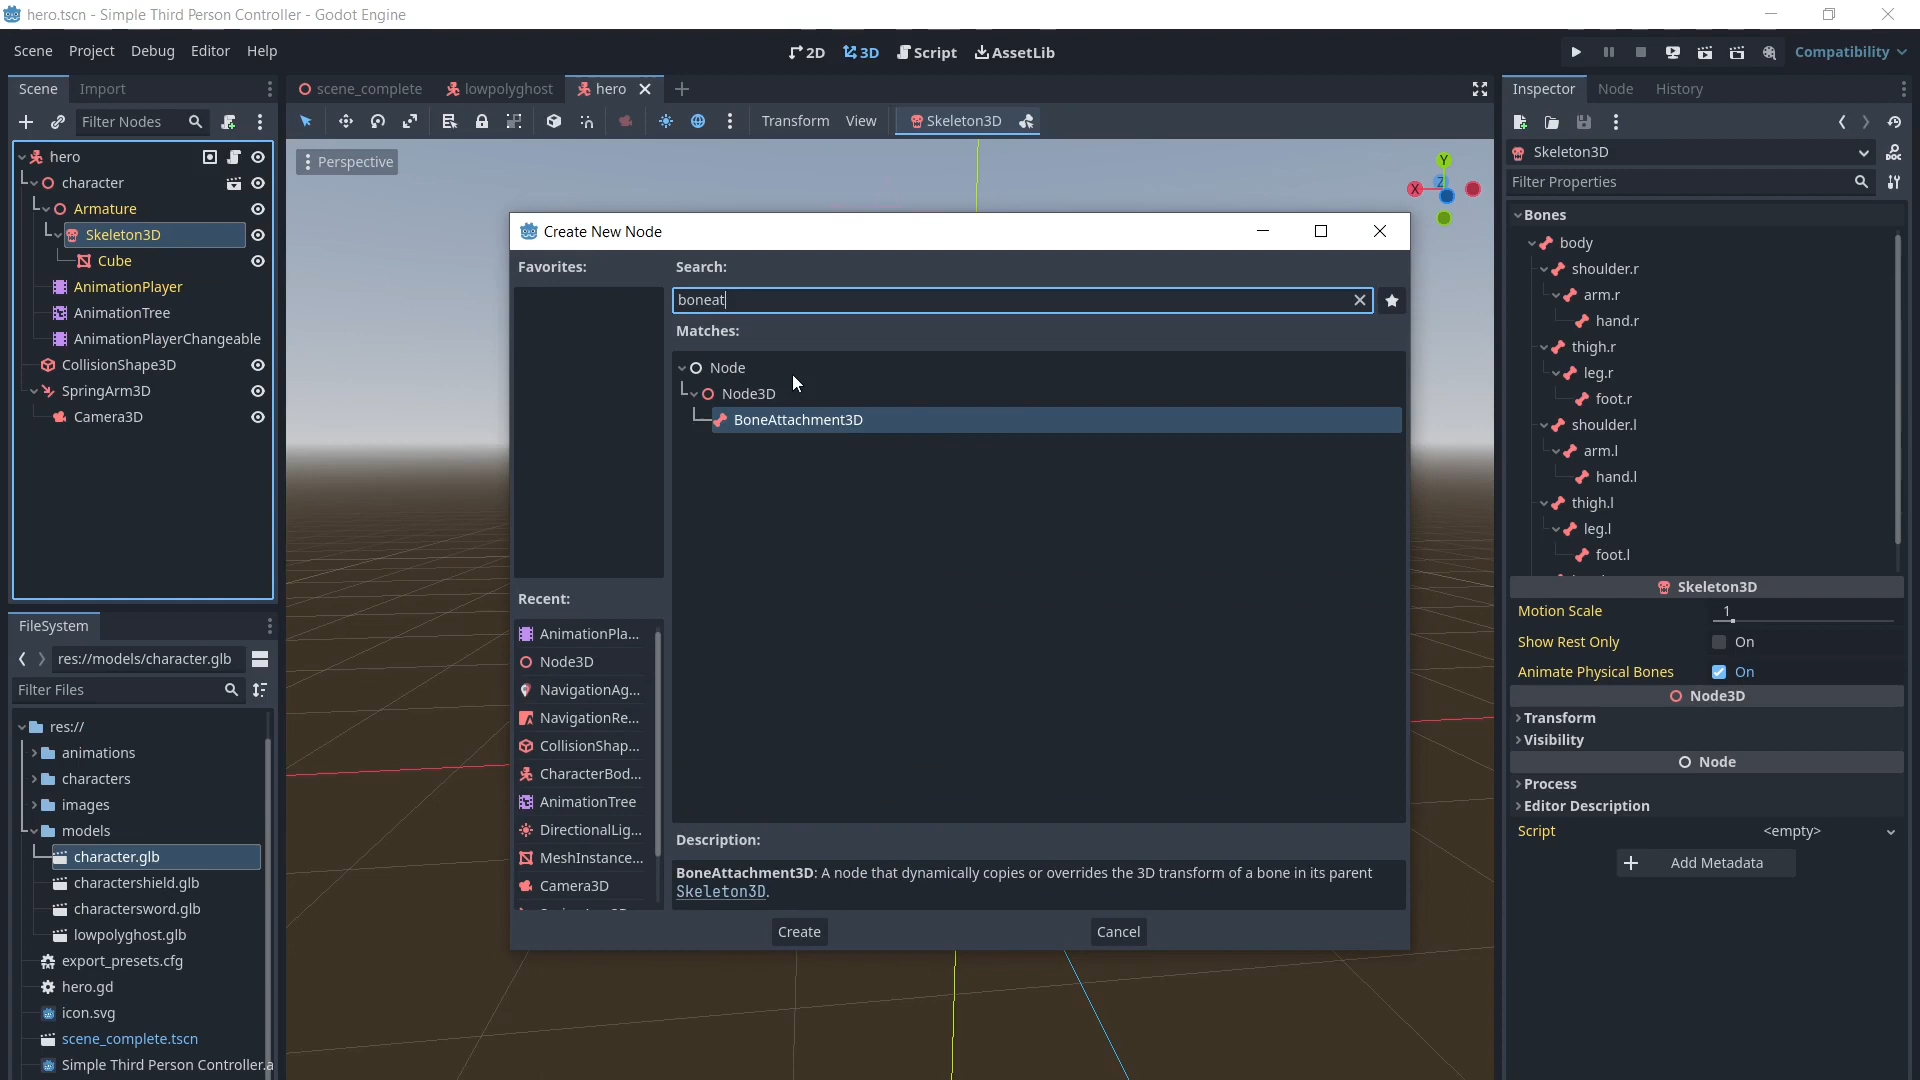 hero.tscn - Simple Third Person Controller - Godot Engine
Scene Project Debug Editor Help
2D 3D Script AssetLib
Compatibility
Scene Import
scene_complete lowpolyghost hero
Inspector Node History
Filter Nodes
Transform View Skeleton3D
hero
character
Armature
Skeleton3D
Cube
AnimationPlayer
AnimationTree
AnimationPlayerChangeable
CollisionShape3D
SpringArm3D
Camera3D
FileSystem
res://models/character.glb
Filter Files
res://
animations
characters
images
models
character.glb
charactershield.glb
charactersword.glb
lowpolyghost.glb
export_presets.cfg
hero.gd
icon.svg
scene_complete.tscn
Simple Third Person Controller.a
Perspective
Y
X
Z
Create New Node
Favorites:
Search:
boneat
Matches:
Node
Node3D
BoneAttachment3D
Recent:
AnimationPla...
Node3D
NavigationAg...
NavigationRe...
CollisionShap...
CharacterBod...
AnimationTree
DirectionalLig...
MeshInstance...
Camera3D
Description:
BoneAttachment3D: A node that dynamically copies or overrides the 3D transform of a bone in its parent
Skeleton3D.
Create Cancel
Skeleton3D
Filter Properties
Bones
body
shoulder.r
arm.r
hand.r
thigh.r
leg.r
foot.r
shoulder.l
arm.l
hand.l
thigh.l
leg.l
foot.l
Skeleton3D
Motion Scale 1
Show Rest Only On
Animate Physical Bones On
Node3D
Transform
Visibility
Node
Process
Editor Description
Script <empty>
Add Metadata